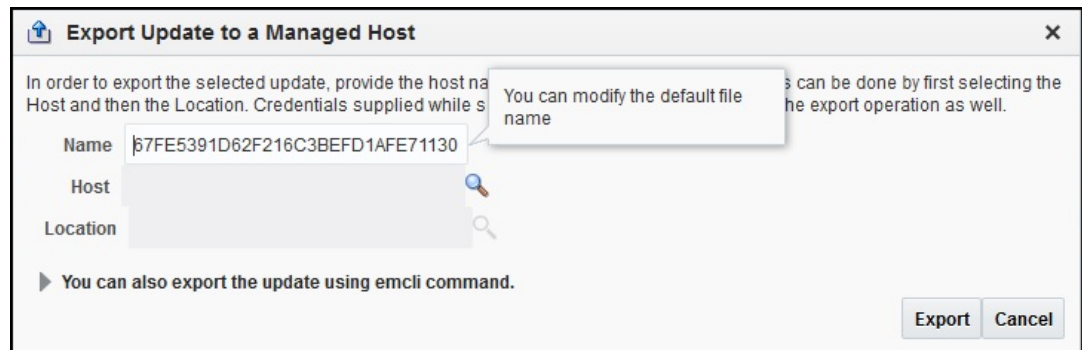 Export Update to a Managed Host
In order to export the selected update, provide the host na s can be done by first selecting the
Host and then the Location. Credentials supplied while s he export operation as well.
You can modify the default file
name
Name 67FE5391D62F216C3BEFD1AFE71130
Host
Location
You can also export the update using emcli command.
Export Cancel